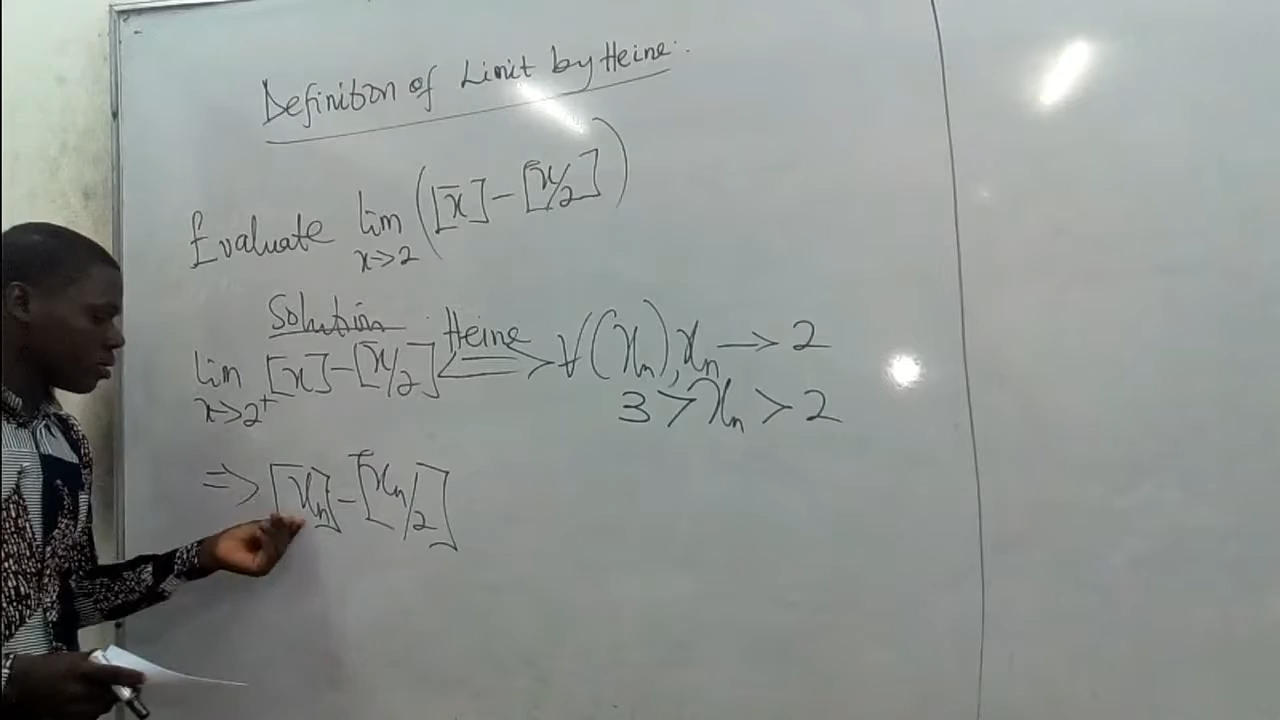 Definition of Limit by Heine:.
Evaluate lim x→2 ([x]-[x/2])
Solution
lim x→2⁺ [x]-[x/2] <=Heine=> ∀(xₙ), xₙ → 2
3 > xₙ > 2
=> [xₙ]-[xₙ/2]